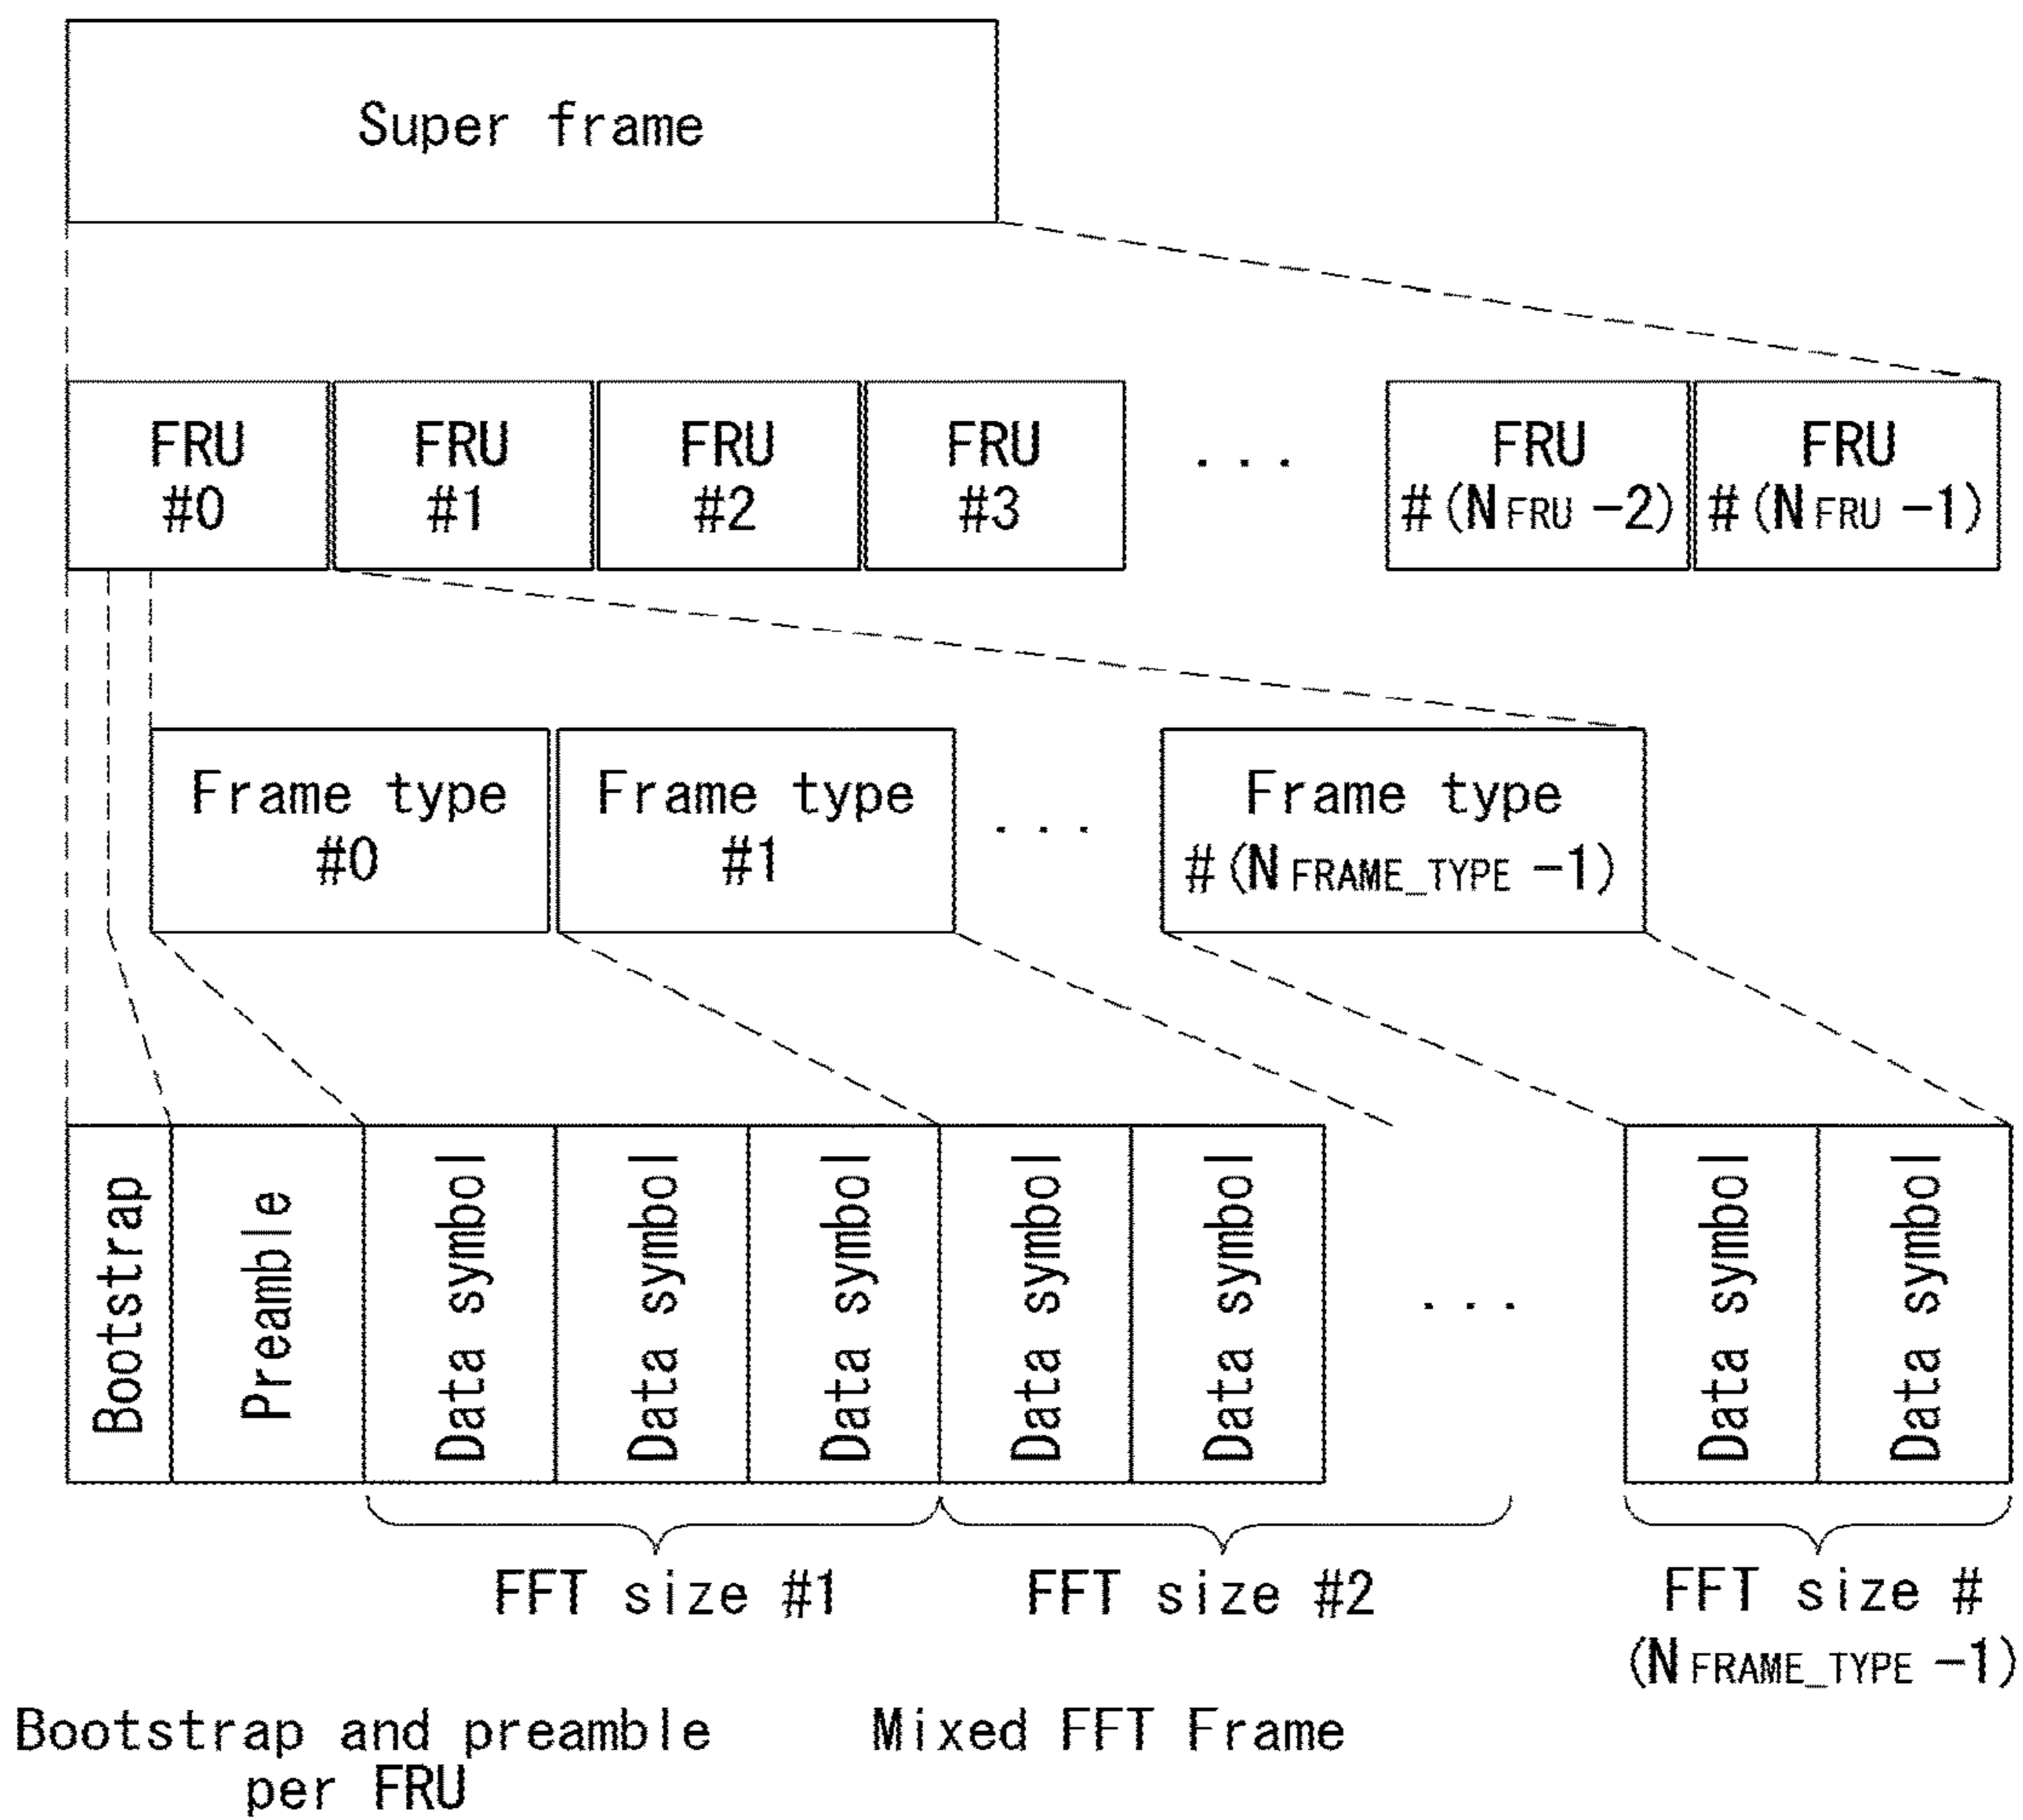 Super frame
FRU
#0
FRU
#1
FRU
#2
FRU
#3
...
FRU
#(NFRU -2)
FRU
#(NFRU -1)
Frame type
#0
Frame type
#1
...
Frame type
#(NFRAME_TYPE -1)
Bootstrap
Preamble
Data symbol
Data symbol
Data symbol
Data symbol
Data symbol
...
Data symbol
Data symbol
FFT size #1
FFT size #2
FFT size #
(NFRAME_TYPE -1)
Bootstrap and preamble
per FRU
Mixed FFT Frame